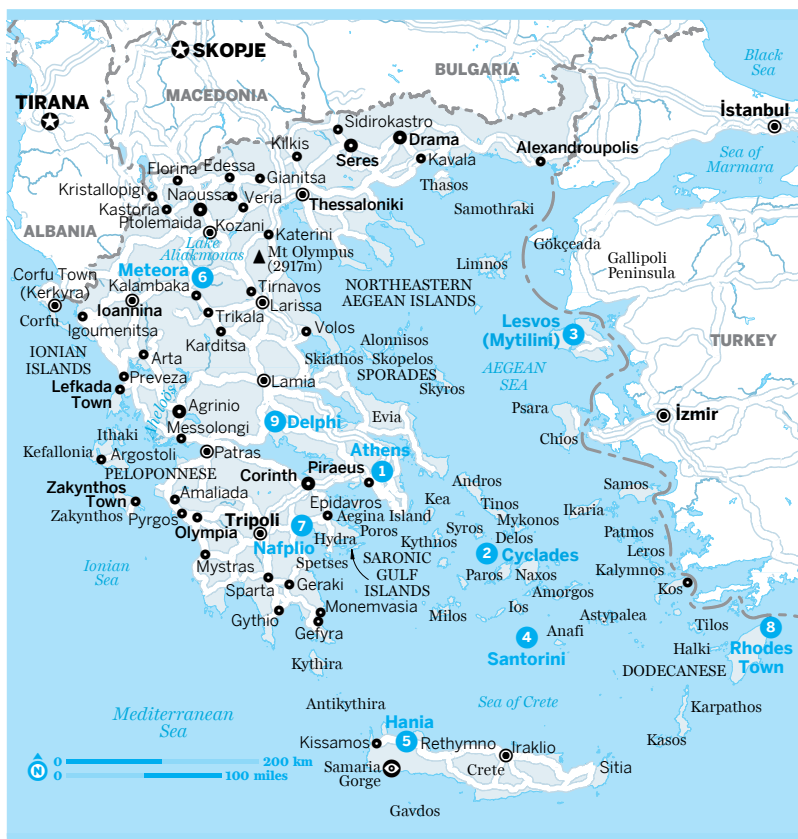 SKOPJE
BULGARIA
Black
Sea
TIRANA
MACEDONIA
İstanbul
Sidirokastro
Drama
Kilkis
Seres
Kavala
Alexandroupolis
Sea of
Marmara
Florina
Edessa
Gianitsa
Thasos
Kristallopigi
Naoussa
Veria
Thessaloniki
Samothraki
Kastoria
Ptolemaida
Kozani
ALBANIA
Lake
Aliakmonas
Katerini
Mt Olympus
(2917m)
Gökçeada
Gallipoli
Peninsula
Limnos
Meteora
6
Corfu Town
(Kerkyra)
Kalambaka
Tirnavos
NORTHEASTERN
AEGEAN ISLANDS
Ioannina
Larissa
Corfu
Igoumenitsa
Trikala
Volos
Lesvos
(Mytilini)
3
TURKEY
Karditsa
Alonnisos
IONIAN
ISLANDS
Arta
Skiathos
Skopelos
SPORADES
AEGEAN
SEA
Preveza
Lamia
Skyros
Lefkada
Town
Aheloös
Agrinio
9
Delphi
Evia
Psara
İzmir
Messolongi
Ithaki
Chios
Kefallonia
Argostoli
Patras
Athens
1
PELOPONNESE
Corinth
Piraeus
Andros
Samos
Zakynthos
Town
Amaliada
Epidavros
Kea
Tinos
Ikaria
Zakynthos
Pyrgos
Olympia
Tripoli
7
Nafplio
Aegina Island
Poros
Hydra
Kythnos
Syros
Mykonos
Delos
Patmos
Leros
Ionian
Sea
Mystras
Spetses
SARONIC
GULF
ISLANDS
2
Cyclades
Kalymnos
Sparta
Geraki
Paros
Naxos
Amorgos
Kos
Gythio
Monemvasia
Milos
Ios
Astypalea
Tilos
8
Gefyra
4
Anafi
Santorini
Halki
Rhodes
Town
Kythira
DODECANESE
Antikythira
Sea of Crete
Karpathos
Mediterranean
Sea
Hania
5
Kasos
Kissamos
Rethymno
Iraklio
Samaria
Gorge
Crete
Sitia
N
0
200 km
0
100 miles
Gavdos